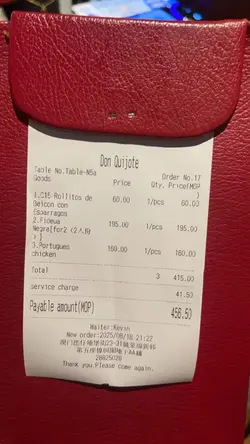 Don Quijote
Table No.Table-N5a Order No.17
Goods Price Qty. Price(MOP
)
1.C15 Rollitos de 60.00 1/pcs 60.00
Beicon con
Esparragos
2.Fideua 195.00 1/pcs 195.00
Negra[for2 (2人份
)]
3.Portugues 160.00 1/pcs 160.00
chicken
Total 3 415.00
service charge 41.50
Payable amount(MOP) 456.50
Waiter:Kevin
New order:2025/08/18 21:27
28825028
Thank you.Please come again.